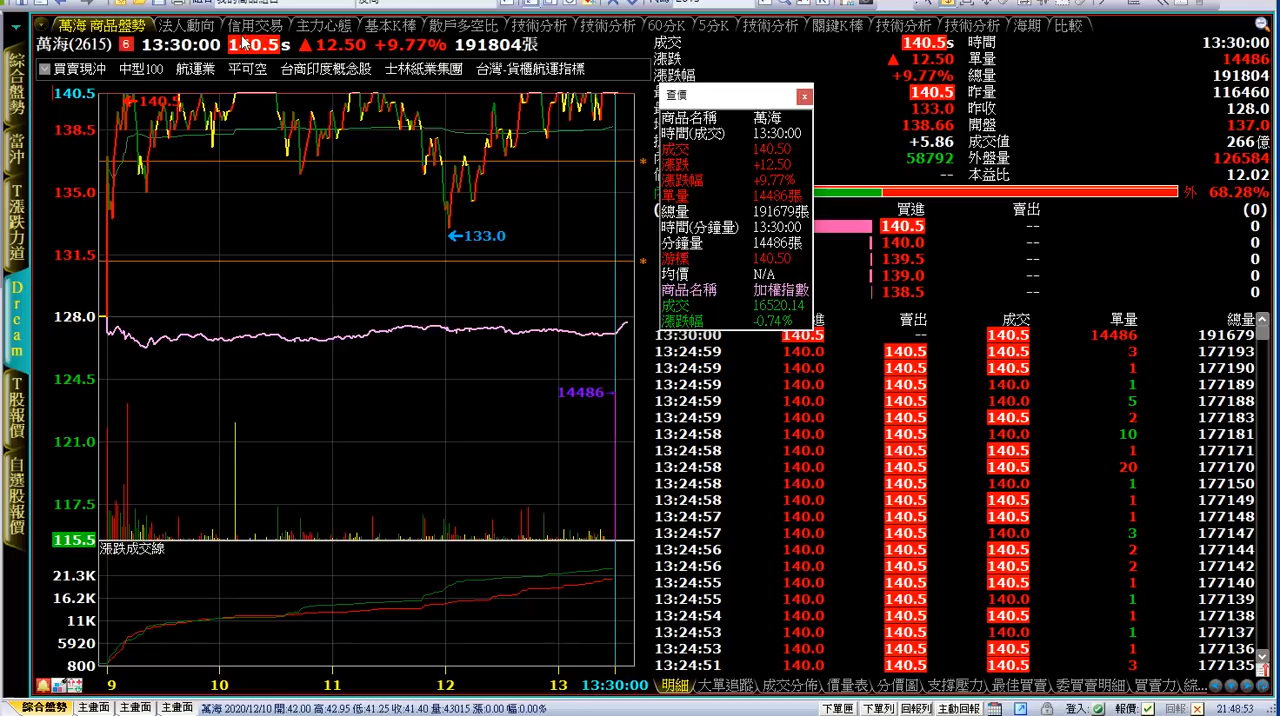 萬海 商品盤勢 法人動向 信用交易 主力心態 基本K棒 散戶多空比 技術分析 技術分析 60分K 5分K 技術分析 關鍵K棒 技術分析 技術分析 海期 比較
萬海(2615) 6 13:30:00 140.5s ▲12.50 +9.77% 191804張
買賣現沖 中型100 航運業 平可空 台商印度概念股 士林紙業集團 台灣-貨櫃航運指標
成交 140.5s 時間 13:30:00
漲跌 ▲ 12.50 單量 14486
漲跌幅 +9.77% 總量 191804
140.5 昨量 116460
133.0 昨收 128.0
138.66 開盤 137.0
+5.86 成交值 266億
58792 外盤量 126584
-- 本益比 12.02
外 68.28%
查價 x
商品名稱 萬海
時間(成交) 13:30:00
成交 140.50
漲跌 +12.50
漲跌幅 +9.77%
單量 14486張
總量 191679張
時間(分鐘量) 13:30:00
分鐘量 14486張
游標 140.50
均價 N/A
商品名稱 加權指數
成交 16520.14
漲跌幅 -0.74%
買進 賣出 (0)
140.5 -- 0
140.0 -- 0
139.5 -- 0
139.0 -- 0
138.5 -- 0
進 賣出 成交 單量 總量
13:30:00 140.5 -- 140.5 14486 191679
13:24:59 140.0 140.5 140.5 3 177193
13:24:59 140.0 140.5 140.5 1 177190
13:24:59 140.0 140.5 140.0 1 177189
13:24:59 140.0 140.5 140.0 5 177188
13:24:59 140.0 140.5 140.5 2 177183
13:24:58 140.0 140.5 140.0 10 177181
13:24:58 140.0 140.5 140.5 1 177171
13:24:58 140.0 140.5 140.5 20 177170
13:24:58 140.0 140.5 140.0 1 177150
13:24:58 140.0 140.5 140.5 1 177149
13:24:57 140.0 140.5 140.5 1 177148
13:24:57 140.0 140.5 140.0 3 177147
13:24:56 140.0 140.5 140.5 2 177144
13:24:56 140.0 140.5 140.5 2 177142
13:24:55 140.0 140.5 140.5 1 177140
13:24:55 140.0 140.5 140.0 1 177139
13:24:54 140.0 140.5 140.5 1 177138
13:24:53 140.0 140.5 140.0 1 177137
13:24:53 140.0 140.5 140.5 1 177136
13:24:51 140.0 140.5 140.5 3 177135
明細 大單追蹤 成交分佈 價量表 分價圖 支撐壓力 最佳買賣 委買賣明細 買賣力 綜...
綜合盤勢
當沖
T漲跌力道
Dream
T股報價
自選股報價
140.5
138.5
135.0
131.5
128.0
124.5
121.0
117.5
115.5
←140.5
←133.0
14486→
漲跌成交線
21.3K
16.2K
11K
5920
800
9 10 11 12 13 13:30:00
綜合盤勢 主畫面 主畫面 主畫面 萬海 2020/12/10 開:42.00 高:42.95 低:41.25 收:41.40 量:43015 漲:0.00 幅:0.00% 下單匣 下單列 回報列 主動回報 登入: 報價: 回報 21:48:53